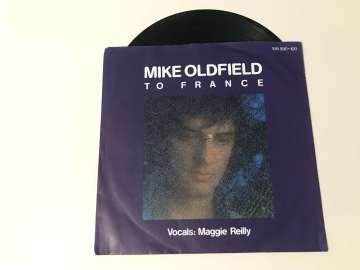 MIKE OLDFIELD
TO FRANCE
Vocals: Maggie Reilly